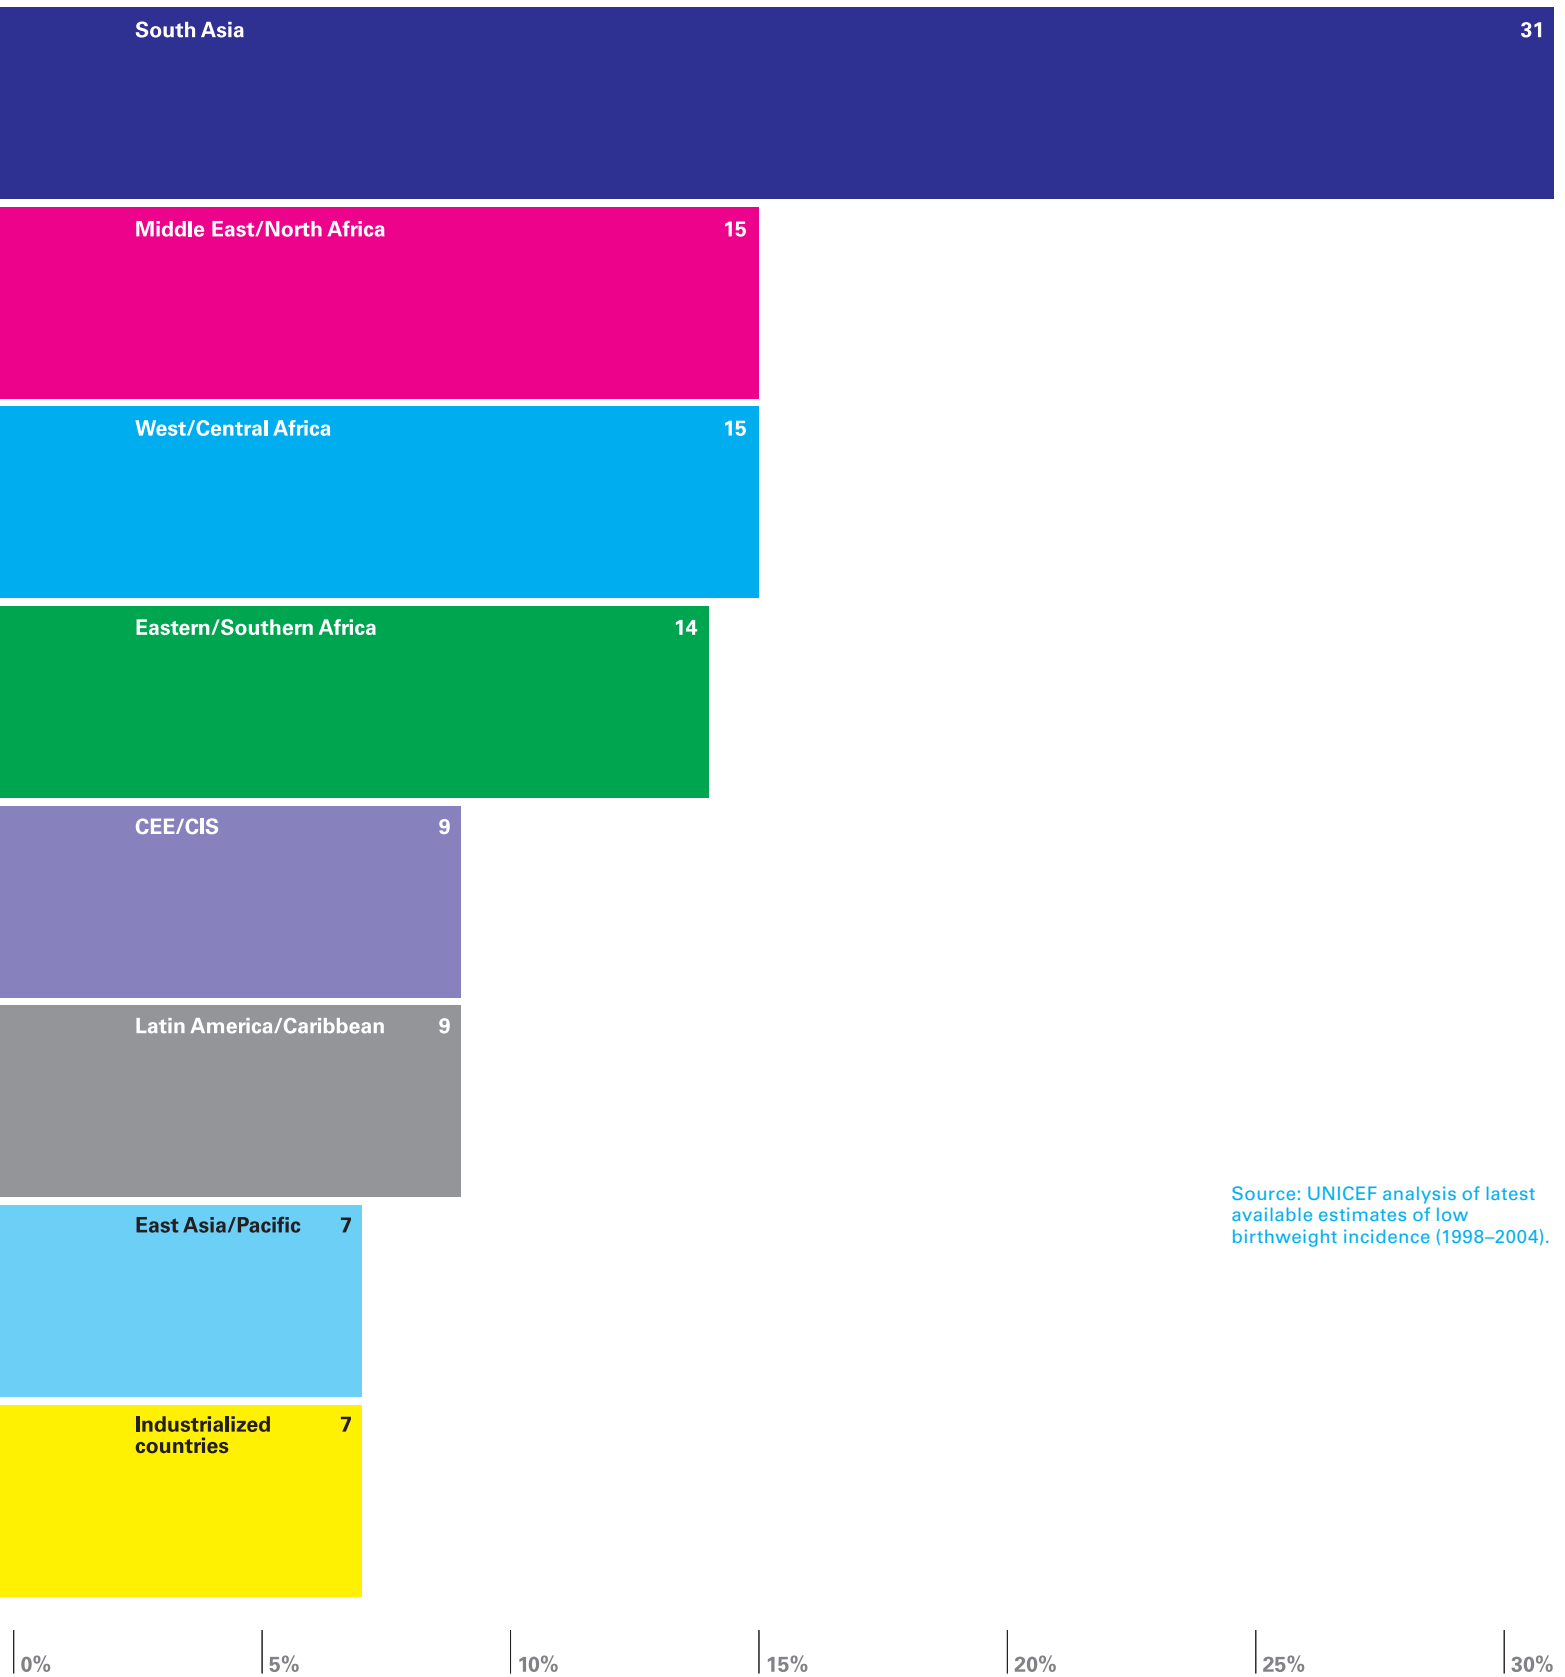 South Asia 31
Middle East/North Africa 15
West/Central Africa 15
Eastern/Southern Africa 14
CEE/CIS 9
Latin America/Caribbean 9
Source: UNICEF analysis of latest
available estimates of low
birthweight incidence (1998–2004).
East Asia/Pacific 7
Industrialized 7
countries
0% 5% 10% 15% 20% 25% 30%